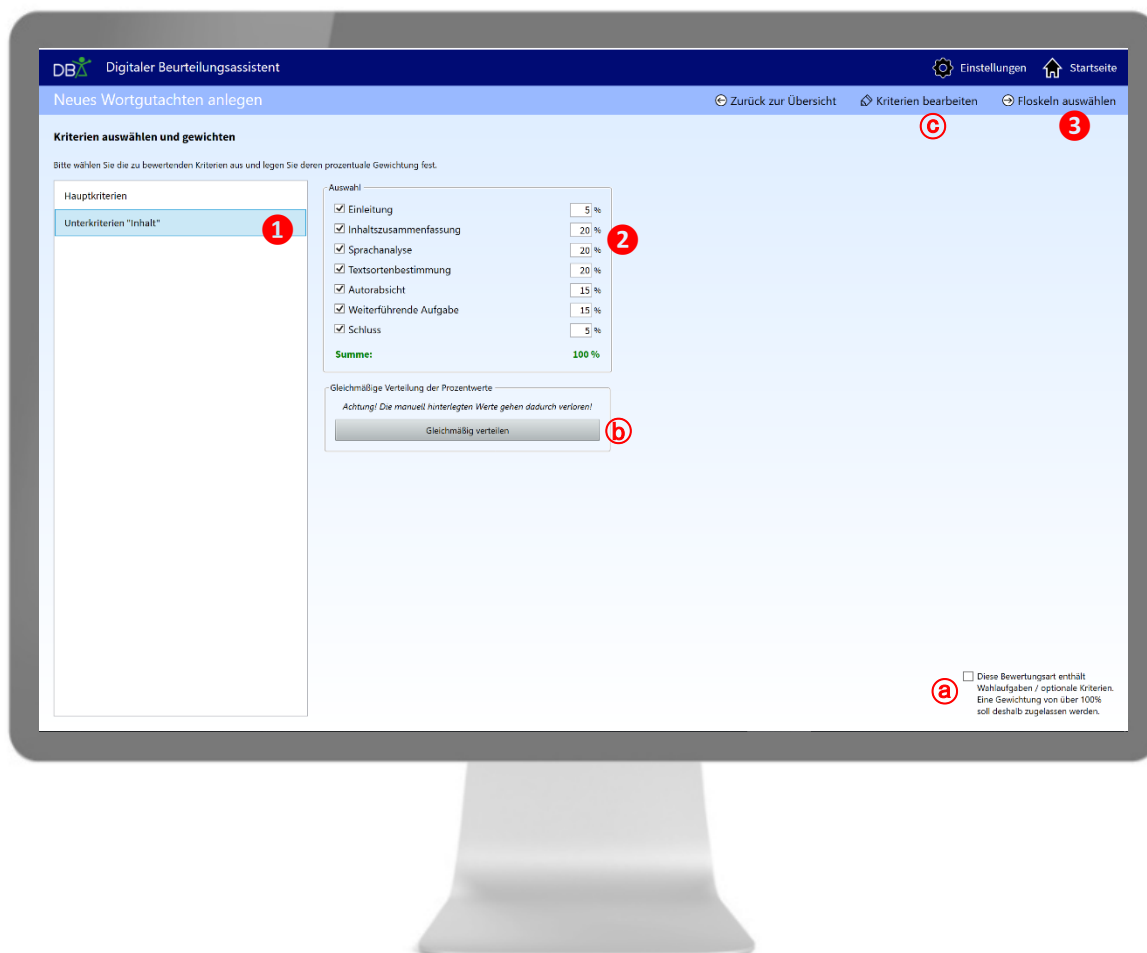 DBA Digitaler Beurteilungsassistent Einstellungen Startseite
Neues Wortgutachten anlegen Zurück zur Übersicht Kriterien bearbeiten Floskeln auswählen
ⓒ 3
Kriterien auswählen und gewichten
Bitte wählen Sie die zu bewertenden Kriterien aus und legen Sie deren prozentuale Gewichtung fest.
Hauptkriterien
Unterkriterien "Inhalt" 1
Auswahl
Einleitung 5 %
Inhaltszusammenfassung 20 %
2
Sprachanalyse 20 %
Textsortenbestimmung 20 %
Autorabsicht 15 %
Weiterführende Aufgabe 15 %
Schluss 5 %
Summe: 100 %
Gleichmäßige Verteilung der Prozentwerte
Achtung! Die manuell hinterlegten Werte gehen dadurch verloren!
Gleichmäßig verteilen ⓑ
ⓐ
Diese Bewertungsart enthält
Wahlaufgaben / optionale Kriterien.
Eine Gewichtung von über 100%
soll deshalb zugelassen werden.